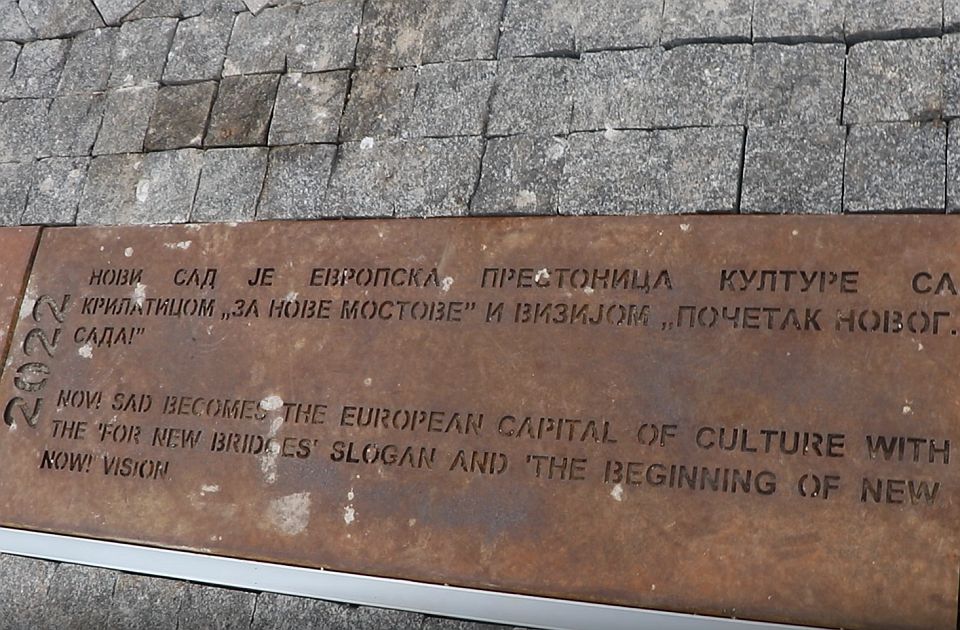 2022
НОВИ САД ЈЕ ЕВРОПСКА ПРЕСТОНИЦА КУЛТУРЕ СА
КРИЛАТИЦОМ „ЗА НОВЕ МОСТОВЕ” И ВИЗИЈОМ „ПОЧЕТАК НОВОГ.
САДА!”
NOV! SAD BECOMES THE EUROPEAN CAPITAL OF CULTURE WITH
THE 'FOR NEW BRIDGES' SLOGAN AND 'THE BEGINNING OF NEW
NOW! VISION